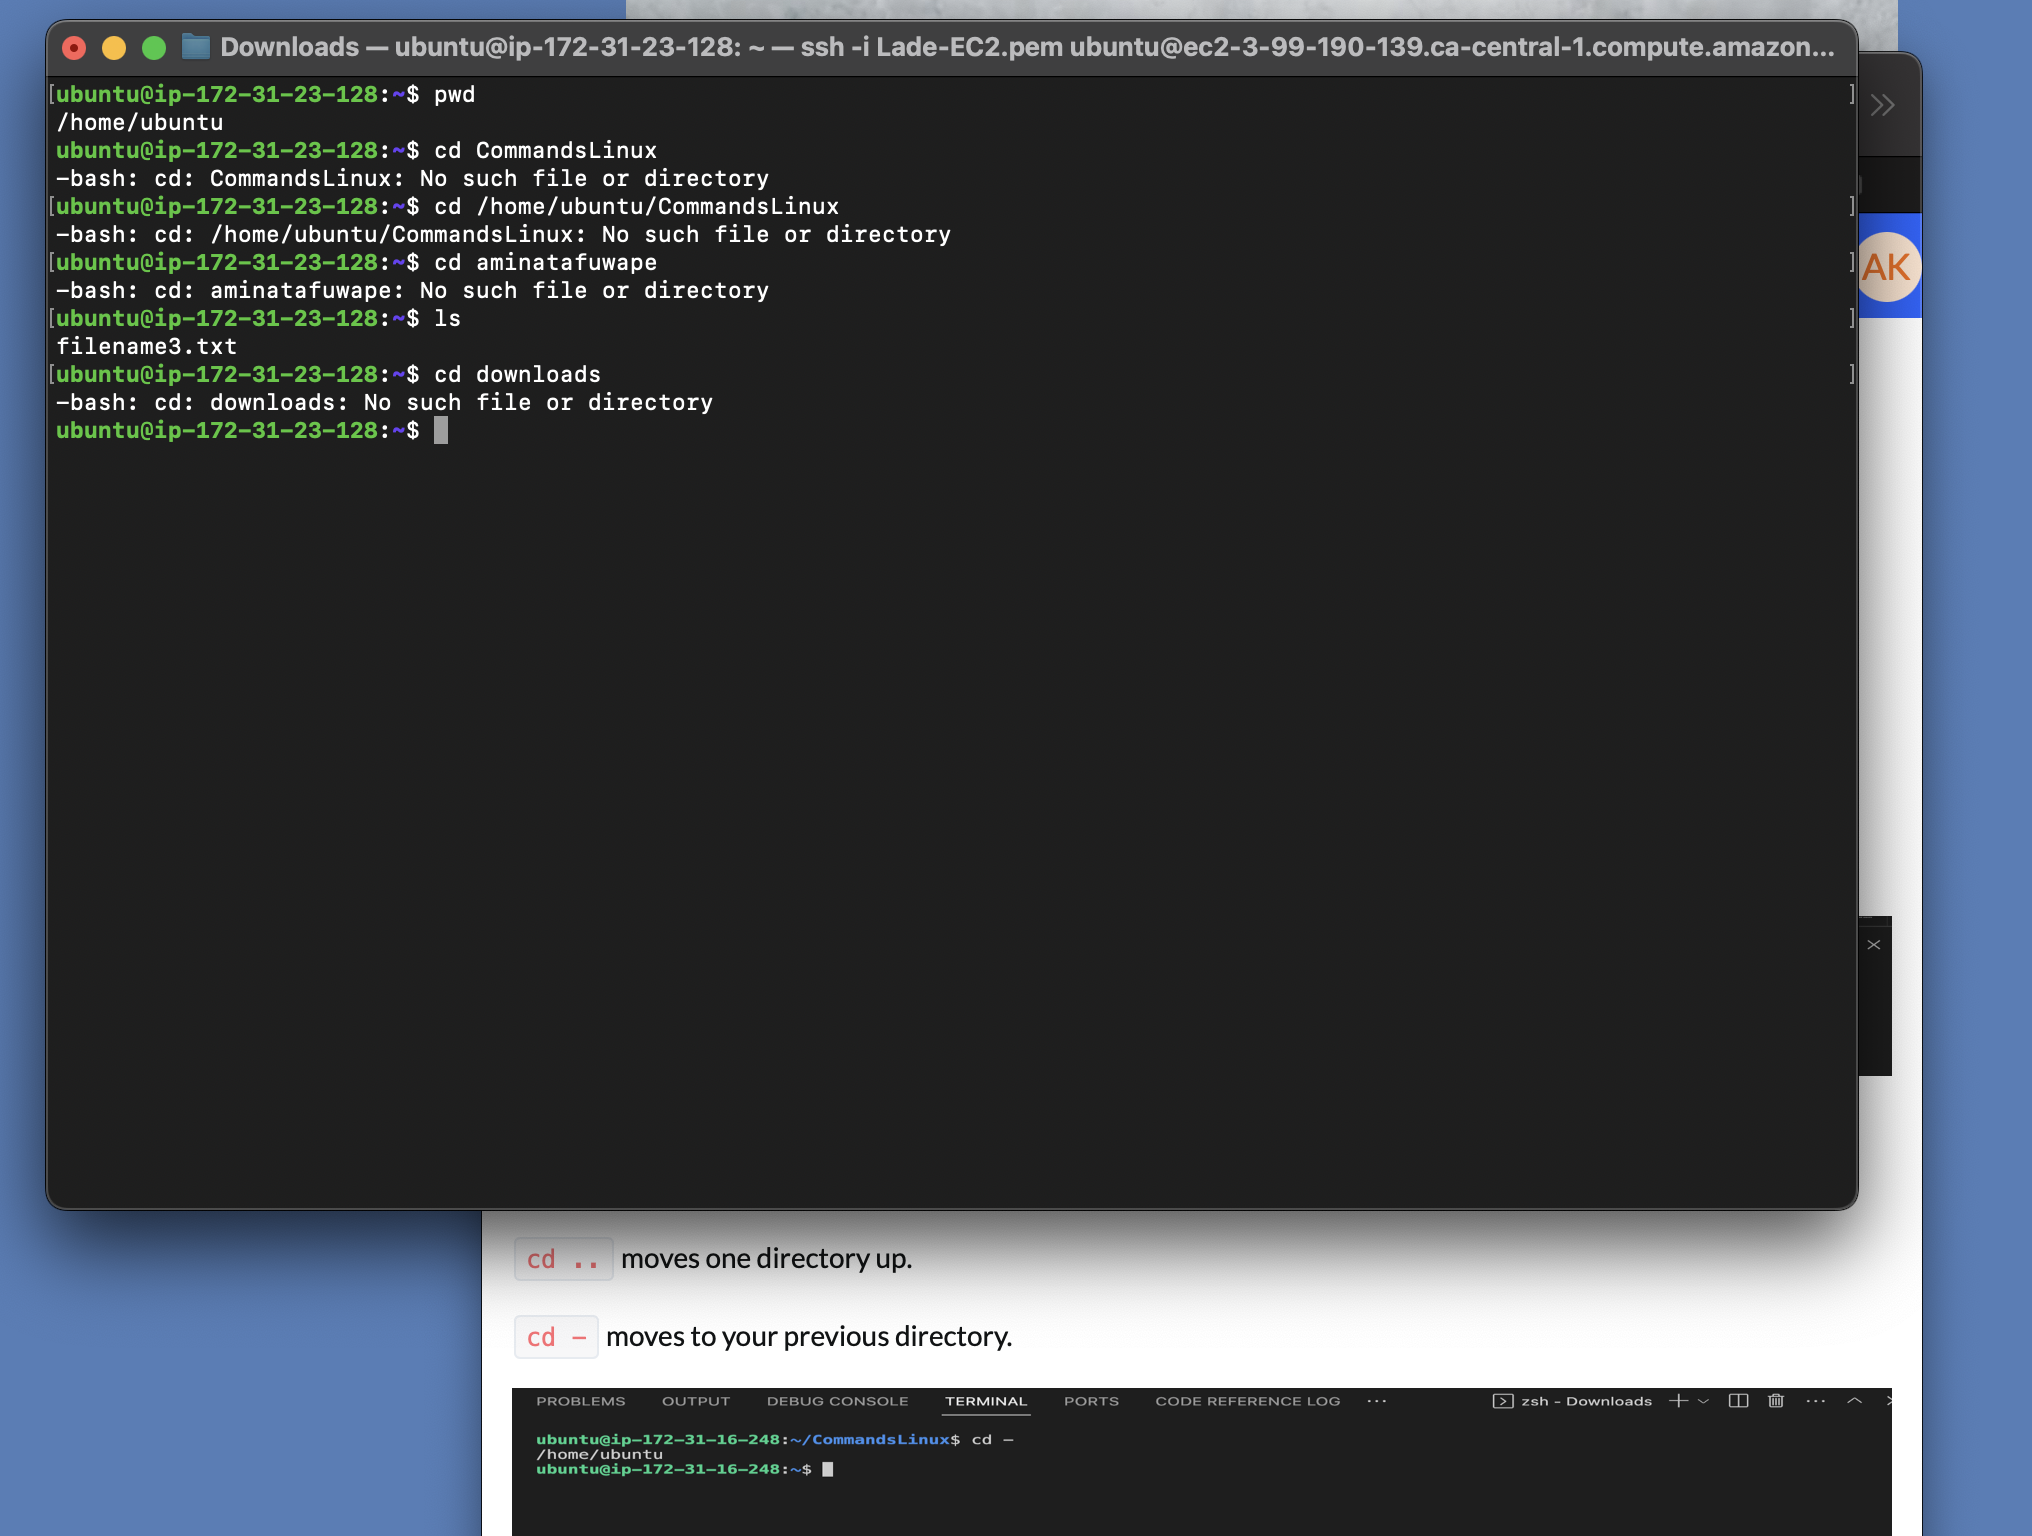 Downloads — ubuntu@ip-172-31-23-128: ~ — ssh -i Lade-EC2.pem ubuntu@ec2-3-99-190-139.ca-central-1.compute.amazon...
[ubuntu@ip-172-31-23-128:~$ pwd ]
/home/ubuntu
ubuntu@ip-172-31-23-128:~$ cd CommandsLinux
-bash: cd: CommandsLinux: No such file or directory
[ubuntu@ip-172-31-23-128:~$ cd /home/ubuntu/CommandsLinux ]
-bash: cd: /home/ubuntu/CommandsLinux: No such file or directory
[ubuntu@ip-172-31-23-128:~$ cd aminatafuwape ]
-bash: cd: aminatafuwape: No such file or directory
[ubuntu@ip-172-31-23-128:~$ ls ]
filename3.txt
[ubuntu@ip-172-31-23-128:~$ cd downloads ]
-bash: cd: downloads: No such file or directory
ubuntu@ip-172-31-23-128:~$
AK
cd .. moves one directory up.
cd - moves to your previous directory.
PROBLEMS OUTPUT DEBUG CONSOLE TERMINAL PORTS CODE REFERENCE LOG ... zsh - Downloads
ubuntu@ip-172-31-16-248:~/CommandsLinux$ cd -
/home/ubuntu
ubuntu@ip-172-31-16-248:~$